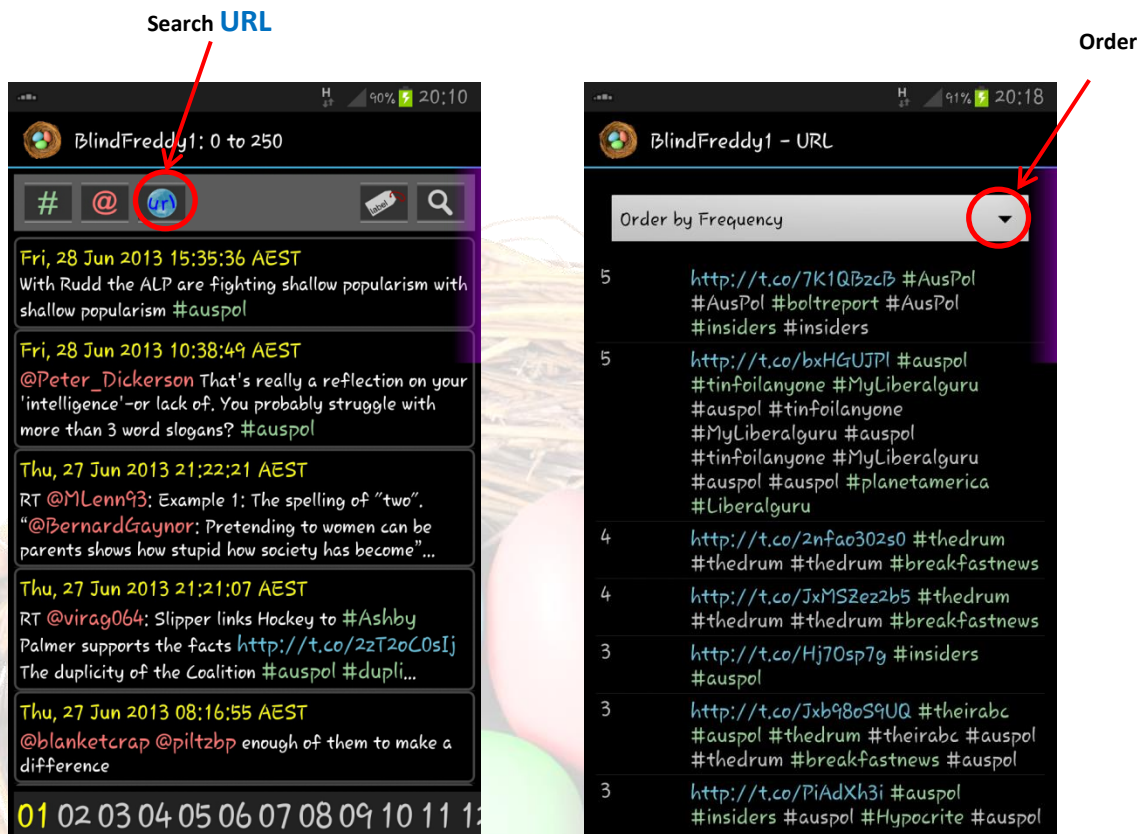 Search URL
Order
H 90% 20:10
BlindFreddy1: 0 to 250
# @ url label
Fri, 28 Jun 2013 15:35:36 AEST
With Rudd the ALP are fighting shallow popularism with
shallow popularism #auspol
Fri, 28 Jun 2013 10:38:49 AEST
@Peter_Dickerson That's really a reflection on your
'intelligence'-or lack of. You probably struggle with
more than 3 word slogans? #auspol
Thu, 27 Jun 2013 21:22:21 AEST
RT @MLenn93: Example 1: The spelling of "two".
“@BernardGaynor: Pretending to women can be
parents shows how stupid how society has become”...
Thu, 27 Jun 2013 21:21:07 AEST
RT @virag064: Slipper links Hockey to #Ashby
Palmer supports the facts http://t.co/2zT2oC0sIj
The duplicity of the Coalition #auspol #dupli...
Thu, 27 Jun 2013 08:16:55 AEST
@blanketcrap @piltzbp enough of them to make a
difference
01 02 03 04 05 06 07 08 09 10 11 12
H 91% 20:18
BlindFreddy1 - URL
Order by Frequency
5 http://t.co/7K1QBzcB #AusPol
#AusPol #boltreport #AusPol
#insiders #insiders
5 http://t.co/bxHGUJPl #auspol
#tinfoilanyone #MyLiberalguru
#auspol #tinfoilanyone
#MyLiberalguru #auspol
#tinfoilanyone #MyLiberalguru
#auspol #auspol #planetamerica
#Liberalguru
4 http://t.co/2nfao302s0 #thedrum
#thedrum #thedrum #breakfastnews
4 http://t.co/JxMSZez2b5 #thedrum
#thedrum #thedrum #breakfastnews
3 http://t.co/Hj7Osp7g #insiders
#auspol
3 http://t.co/Jxb98oS9UQ #theirabc
#auspol #thedrum #theirabc #auspol
#thedrum #breakfastnews #auspol
3 http://t.co/PiAdXh3i #auspol
#insiders #auspol #Hypocrite #auspol